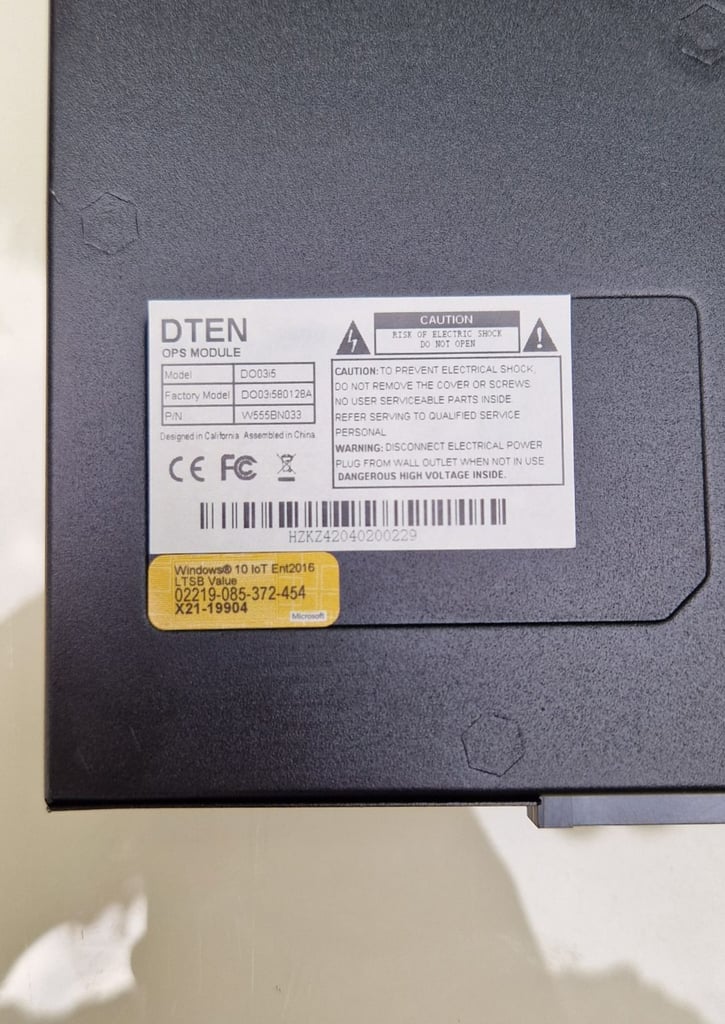 DTEN
OPS MODULE
Model DO03i5
Factory Model DO03i58012BA
P/N W555BN033
Designed in California Assembled in China
CE FC
CAUTION
RISK OF ELECTRIC SHOCK
DO NOT OPEN
CAUTION: TO PREVENT ELECTRICAL SHOCK,
DO NOT REMOVE THE COVER OR SCREWS.
NO USER SERVICEABLE PARTS INSIDE.
REFER SERVING TO QUALIFIED SERVICE
PERSONAL
WARNING: DISCONNECT ELECTRICAL POWER
PLUG FROM WALL OUTLET WHEN NOT IN USE
DANGEROUS HIGH VOLTAGE INSIDE.
HZKZ42040200229
Windows® 10 IoT Ent2016
LTSB Value
02219-085-372-454
X21-19904
Microsoft